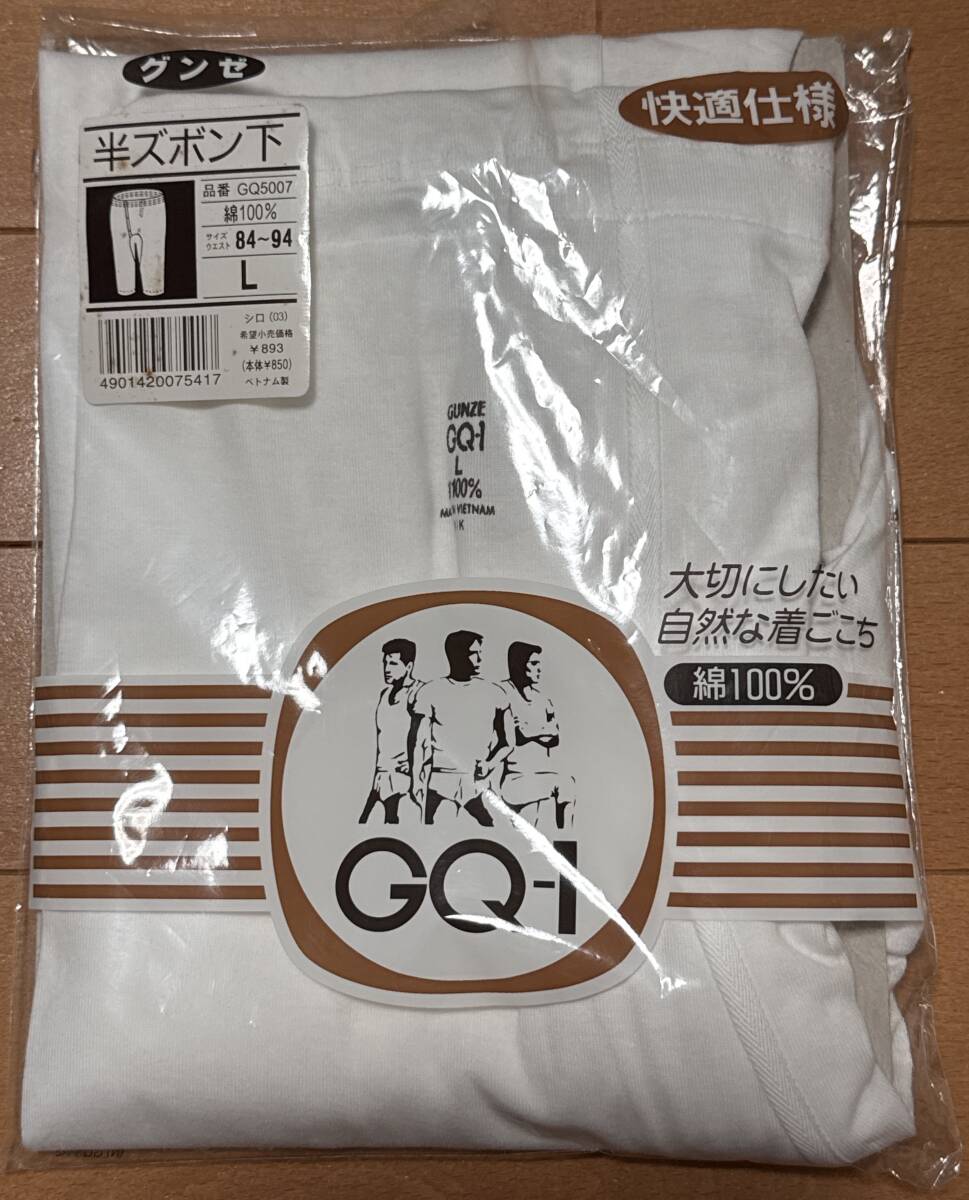 グンゼ
快適仕様
半ズボン下
品番 GQ5007
綿100%
サイズ
ウエスト 84~94
L
シロ (03)
希望小売価格
¥893
(本体¥850)
ベトナム製
4901420075417
GUNZE
GQ-1
L
100%
VIETNAM
K
大切にしたい
自然な着ごこち
綿100%
GQ-1